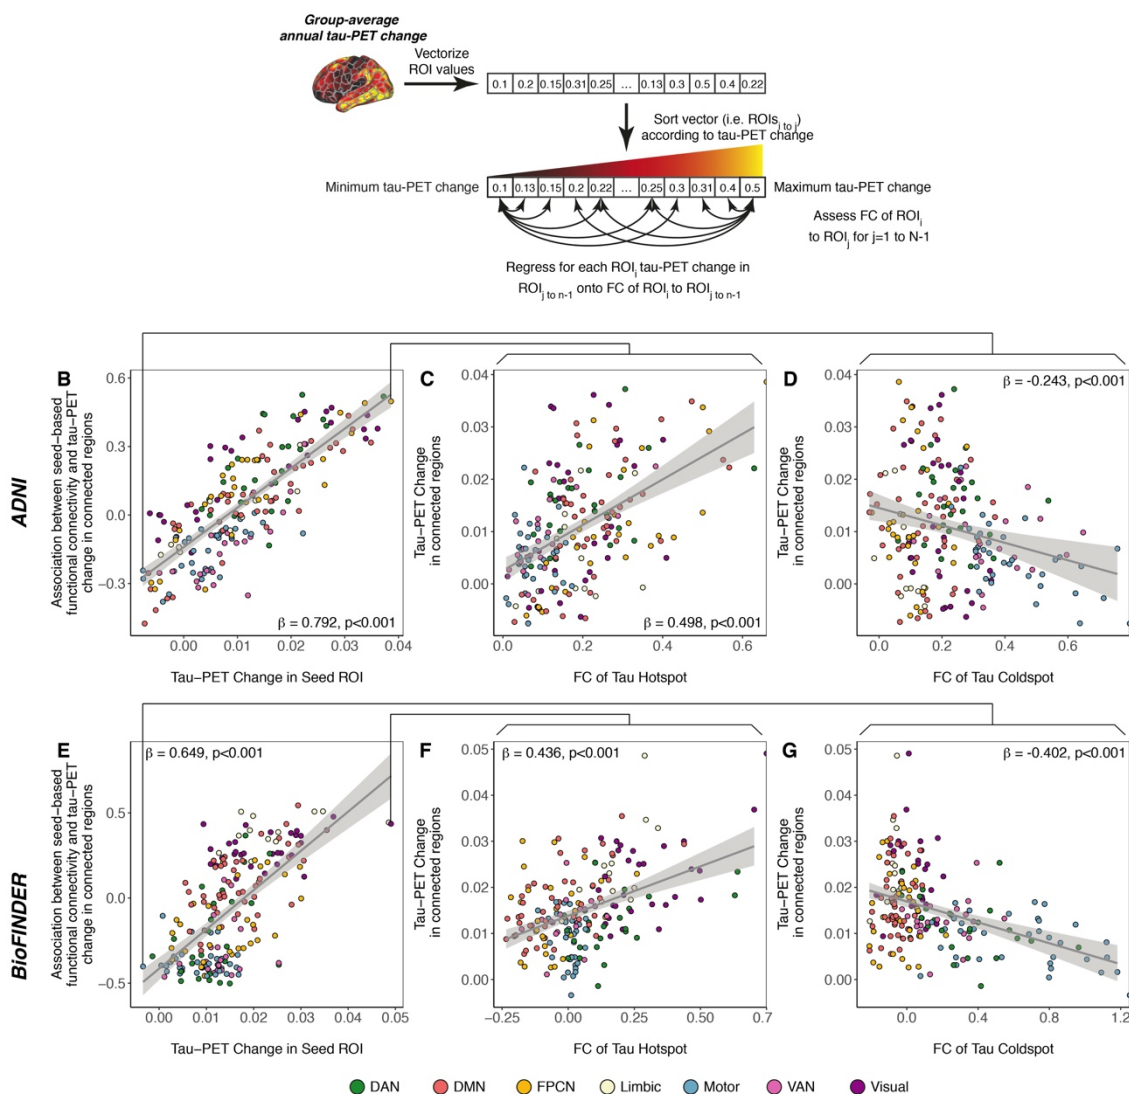 Group-average
annual tau-PET change
Vectorize
ROI values
0.1 0.2 0.15 0.31 0.25 ... 0.13 0.3 0.5 0.4 0.22
Sort vector (i.e. ROIs j to j)
according to tau-PET change
Minimum tau-PET change
0.1 0.13 0.15 0.2 0.22 ... 0.25 0.3 0.31 0.4 0.5
Maximum tau-PET change
Assess FC of ROI i
to ROI j for j=1 to N-1
Regress for each ROI i tau-PET change in
ROI j to n-1 onto FC of ROI i to ROI j to n-1
ADNI
B
Association between seed-based
functional connectivity and tau-PET
change in connected regions
0.6
0.3
0.0
−0.3
β = 0.792, p<0.001
0.00 0.01 0.02 0.03 0.04
Tau−PET Change in Seed ROI
C
Tau−PET Change
in connected regions
0.04
0.03
0.02
0.01
0.00
β = 0.498, p<0.001
0.0 0.2 0.4 0.6
FC of Tau Hotspot
D
Tau−PET Change
in connected regions
β = -0.243, p<0.001
0.04
0.03
0.02
0.01
0.00
0.0 0.2 0.4 0.6
FC of Tau Coldspot
BioFINDER
E
Association between seed−based
functional connectivity and tau−PET
change in connected regions
β = 0.649, p<0.001
0.5
0.0
−0.5
0.00 0.01 0.02 0.03 0.04 0.05
Tau−PET Change in Seed ROI
F
Tau−PET Change
in connected regions
β = 0.436, p<0.001
0.05
0.04
0.03
0.02
0.01
0.00
−0.25 0.00 0.25 0.50 0.7
FC of Tau Hotspot
G
Tau−PET Change
in connected regions
β = -0.402, p<0.001
0.05
0.04
0.03
0.02
0.01
0.00
0.0 0.4 0.8 1.2
FC of Tau Coldspot
DAN DMN FPCN Limbic Motor VAN Visual